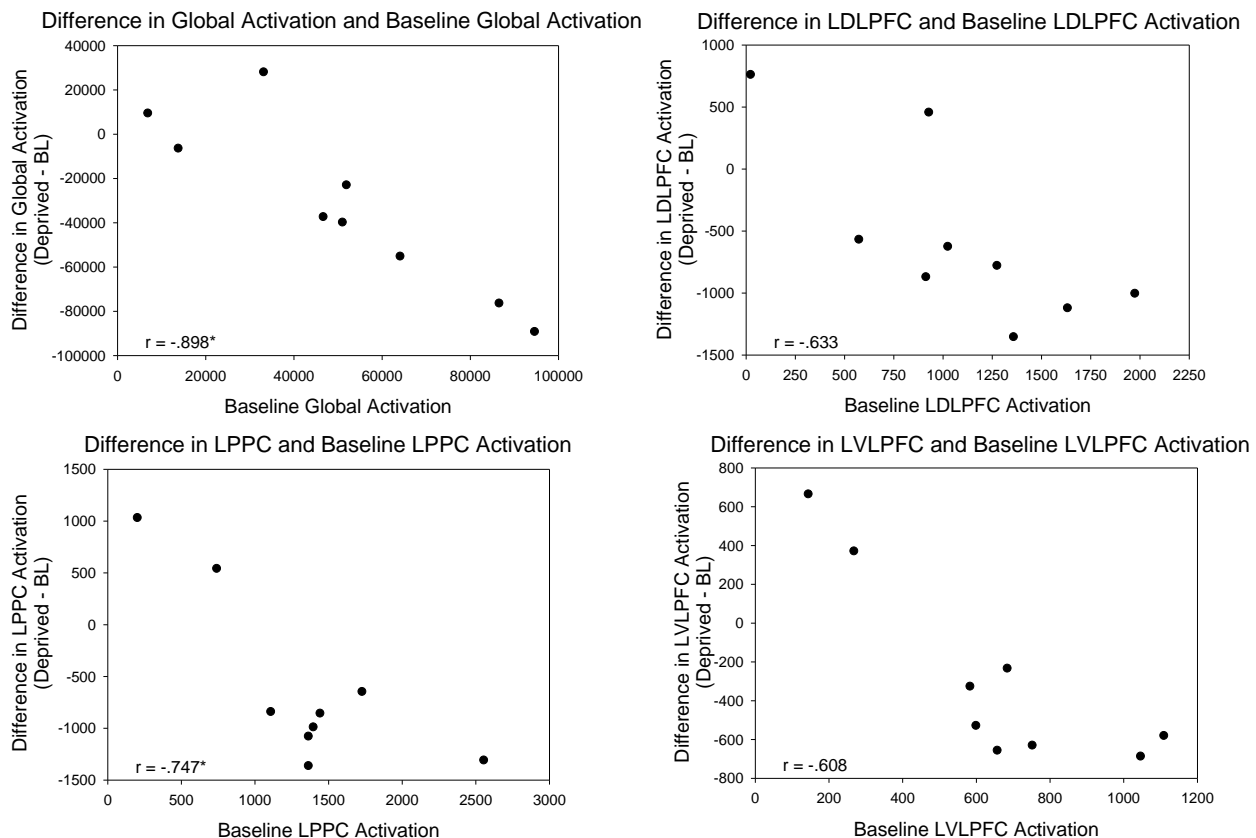 Difference in Global Activation and Baseline Global Activation
Difference in Global Activation
(Deprived - BL)
40000
20000
0
-20000
-40000
-60000
-80000
-100000
r = -.898*
0 20000 40000 60000 80000 100000
Baseline Global Activation
Difference in LDLPFC and Baseline LDLPFC Activation
Difference in LDLPFC Activation
(Deprived - BL)
1000
500
0
-500
-1000
-1500
r = -.633
0 250 500 750 1000 1250 1500 1750 2000 2250
Baseline LDLPFC Activation
Difference in LPPC and Baseline LPPC Activation
Difference in LPPC Activation
(Deprived - BL)
1500
1000
500
0
-500
-1000
-1500
r = -.747*
0 500 1000 1500 2000 2500 3000
Baseline LPPC Activation
Difference in LVLPFC and Baseline LVLPFC Activation
Difference in LVLPFC Activation
(Deprived - BL)
800
600
400
200
0
-200
-400
-600
-800
r = -.608
0 200 400 600 800 1000 1200
Baseline LVLPFC Activation